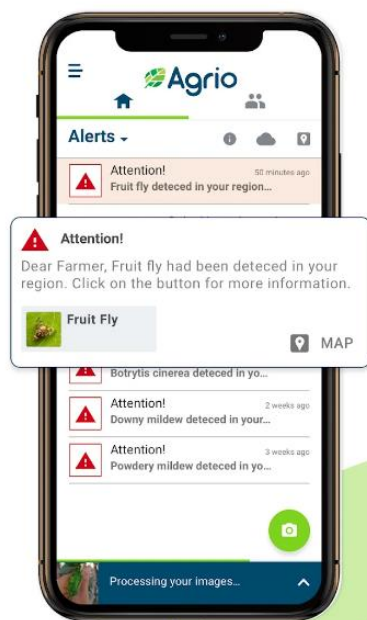 Agrio
Alerts
Attention!
50 minutes ago
Fruit fly deteced in your region...
Attention!
Dear Farmer, Fruit fly had been deteced in your
region. Click on the button for more information.
Fruit Fly
MAP
Botrytis cinerea deteced in yo...
Attention!
2 weeks ago
Downy mildew deteced in your...
Attention!
3 weeks ago
Powdery mildew deteced in yo...
Processing your images...